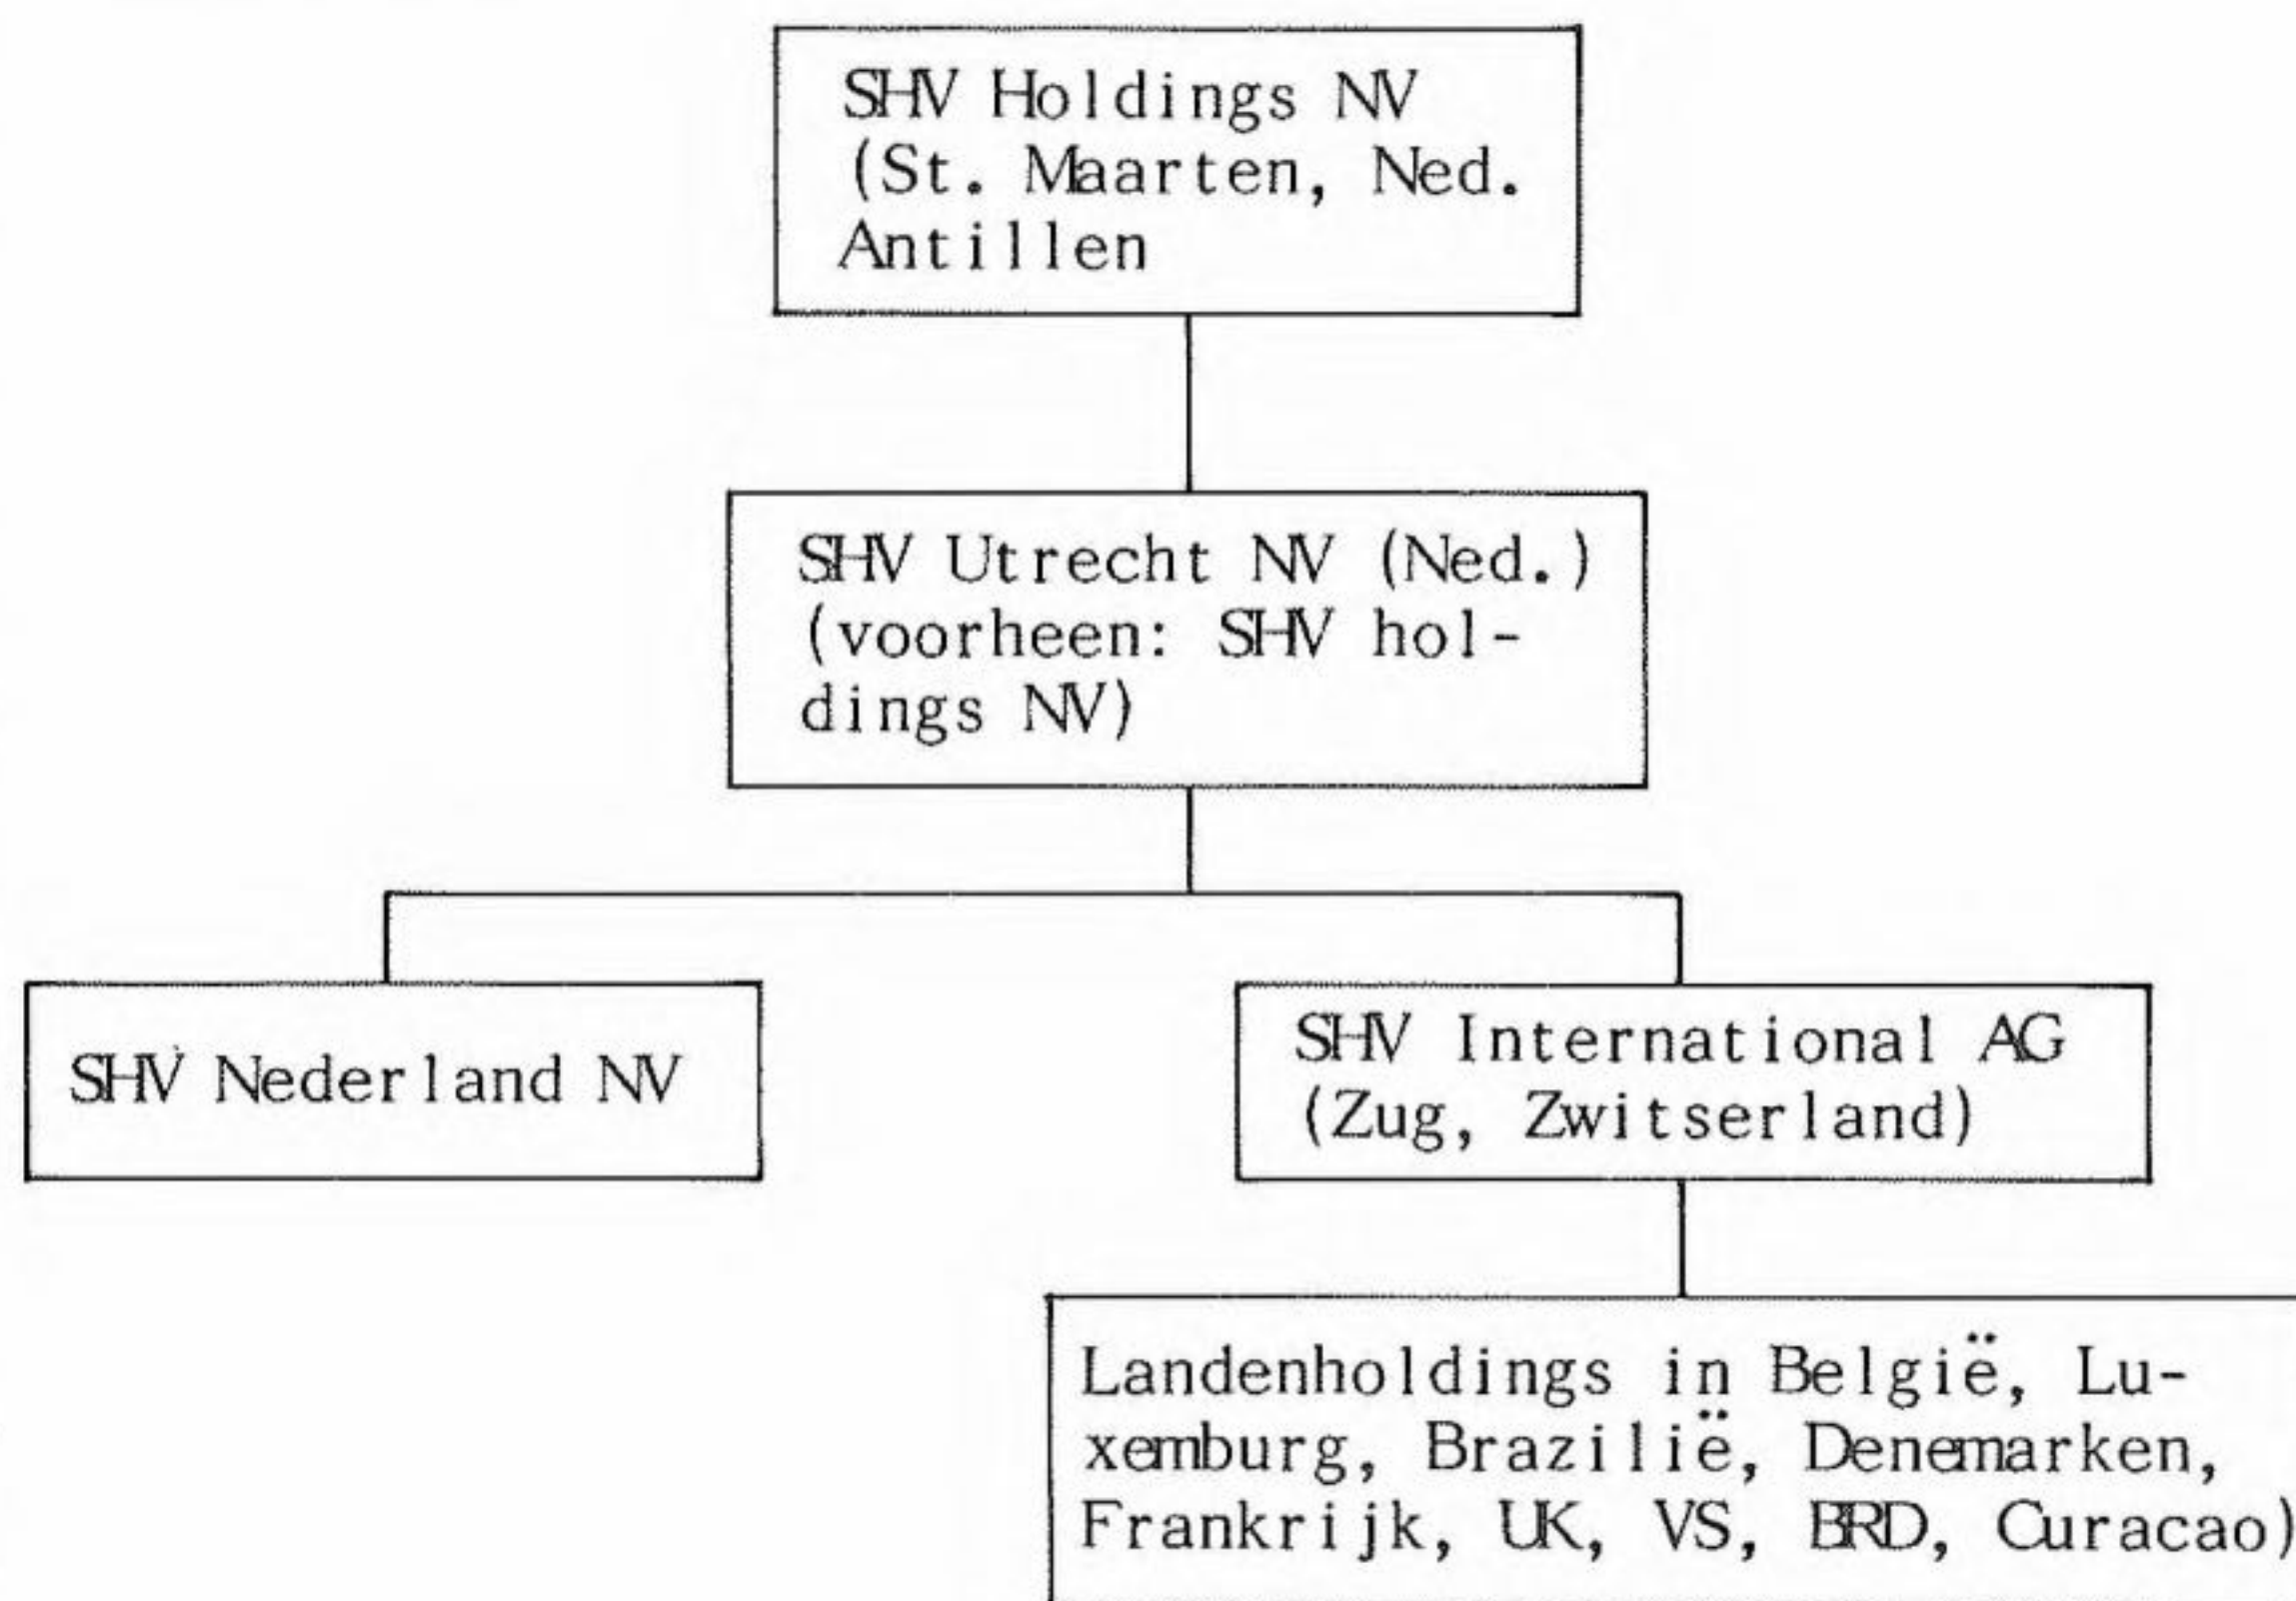 SHV Holdings NV
(St. Maarten, Ned.
Antillen
SHV Utrecht NV (Ned.)
(voorheen: SHV hol-
dings NV)
SHV Nederland NV
SHV International AG
(Zug, Zwitserland)
Landenholdings in België, Lu-
xemburg, Brazilië, Denemarken,
Frankrijk, UK, VS, BRD, Curacao)